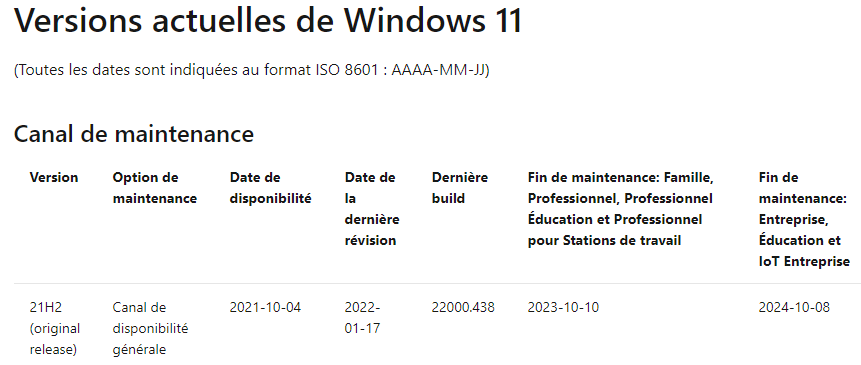 Versions actuelles de Windows 11
(Toutes les dates sont indiquées au format ISO 8601 : AAAA-MM-JJ)
Canal de maintenance
Version
Option de
maintenance
Date de
disponibilité
Date de
la
dernière
révision
Dernière
build
Fin de maintenance: Famille,
Professionnel, Professionnel
Éducation et Professionnel
pour Stations de travail
Fin de
maintenance:
Entreprise,
Éducation et
IoT Entreprise
21H2
(original
release)
Canal de
disponibilité
générale
2021-10-04
2022-
01-17
22000.438
2023-10-10
2024-10-08